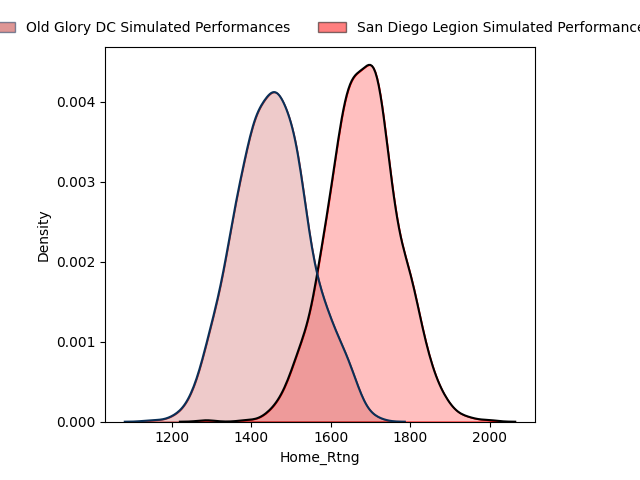 Old Glory DC Simulated Performances
San Diego Legion Simulated Performance
0.004
0.003
0.002
0.001
0.000
Density
1200
1400
1600
1800
2000
Home_Rtng